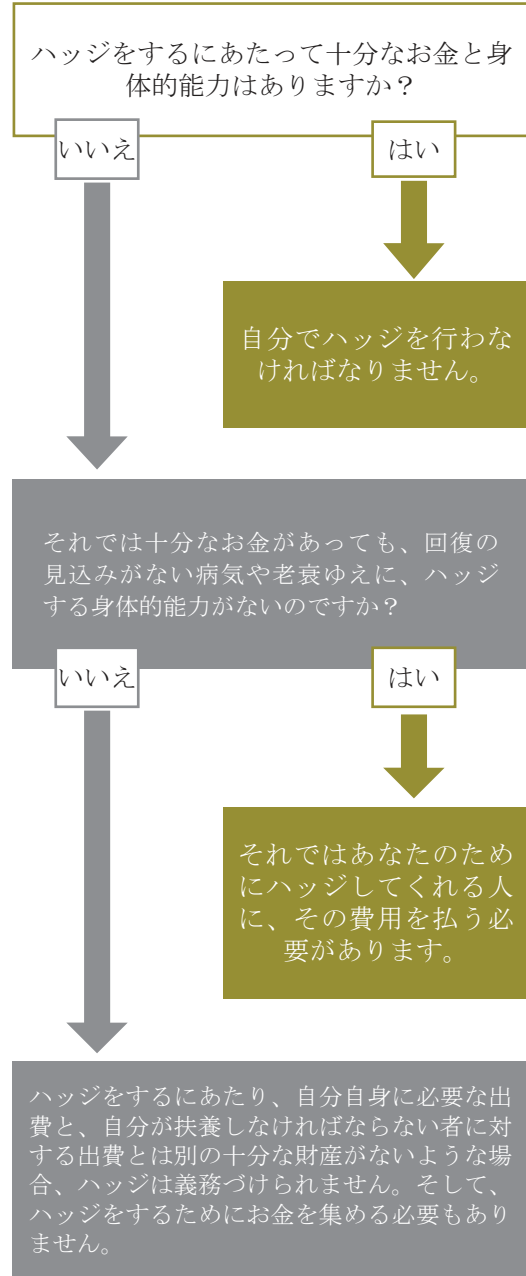 ハッジをするにあたって十分なお金と身
体的能力はありますか？
いいえ
はい
自分でハッジを行わな
ければなりません。
それでは十分なお金があっても、回復の
見込みがない病気や老衰ゆえに、ハッジ
する身体的能力がないのですか？
いいえ
はい
それではあなたのため
にハッジしてくれる人
に、その費用を払う必
要があります。
ハッジをするにあたり、自分自身に必要な出
費と、自分が扶養しなければならない者に対
する出費とは別の十分な財産がないような場
合、ハッジは義務づけられません。そして、
ハッジをするためにお金を集める必要もあり
ません。